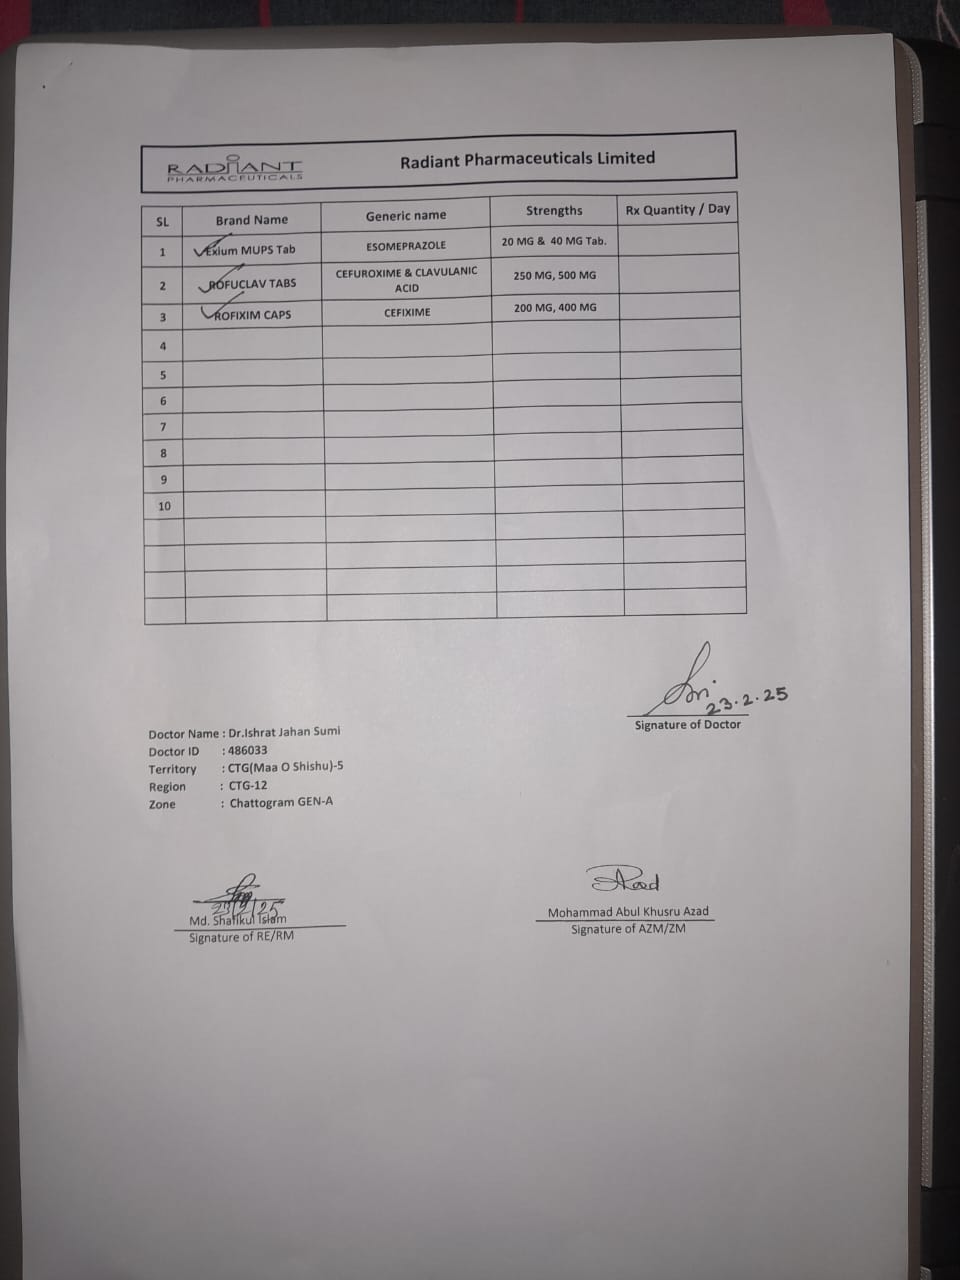 RADIANT
PHARMACEUTICALS
Radiant Pharmaceuticals Limited
SL Brand Name Generic name Strengths Rx Quantity / Day
1 Exium MUPS Tab ESOMEPRAZOLE 20 MG & 40 MG Tab.
2 ROFUCLAV TABS CEFUROXIME & CLAVULANIC ACID 250 MG, 500 MG
3 ROFIXIM CAPS CEFIXIME 200 MG, 400 MG
4
5
6
7
8
9
10
23.2.25
Signature of Doctor
Doctor Name : Dr.Ishrat Jahan Sumi
Doctor ID : 486033
Territory : CTG(Maa O Shishu)-5
Region : CTG-12
Zone : Chattogram GEN-A
23/2/25
Md. Shafikul Islam
Signature of RE/RM
Azad
Mohammad Abul Khusru Azad
Signature of AZM/ZM